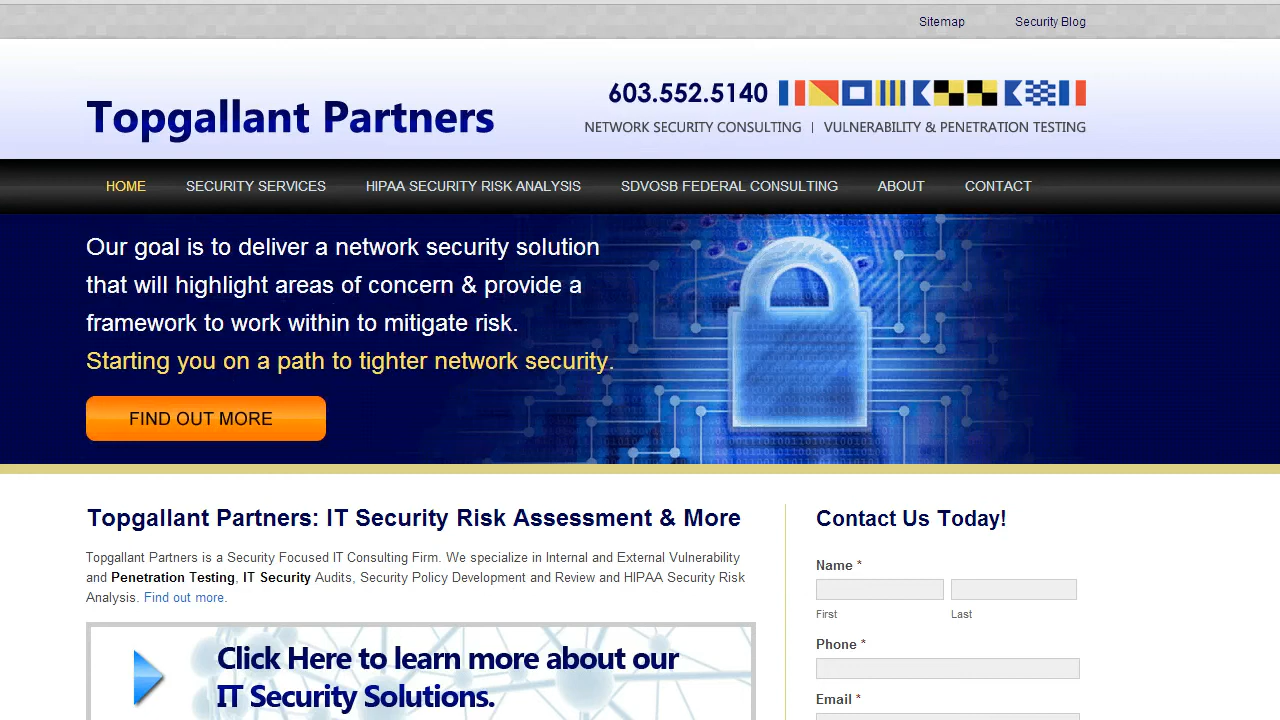 Sitemap
Security Blog
Topgallant Partners
603.552.5140
NETWORK SECURITY CONSULTING | VULNERABILITY & PENETRATION TESTING
HOME
SECURITY SERVICES
HIPAA SECURITY RISK ANALYSIS
SDVOSB FEDERAL CONSULTING
ABOUT
CONTACT
Our goal is to deliver a network security solution
that will highlight areas of concern & provide a
framework to work within to mitigate risk.
Starting you on a path to tighter network security.
FIND OUT MORE
Topgallant Partners: IT Security Risk Assessment & More
Topgallant Partners is a Security Focused IT Consulting Firm. We specialize in Internal and External Vulnerability
and Penetration Testing, IT Security Audits, Security Policy Development and Review and HIPAA Security Risk
Analysis. Find out more.
Click Here to learn more about our
IT Security Solutions.
Contact Us Today!
Name *
First
Last
Phone *
Email *